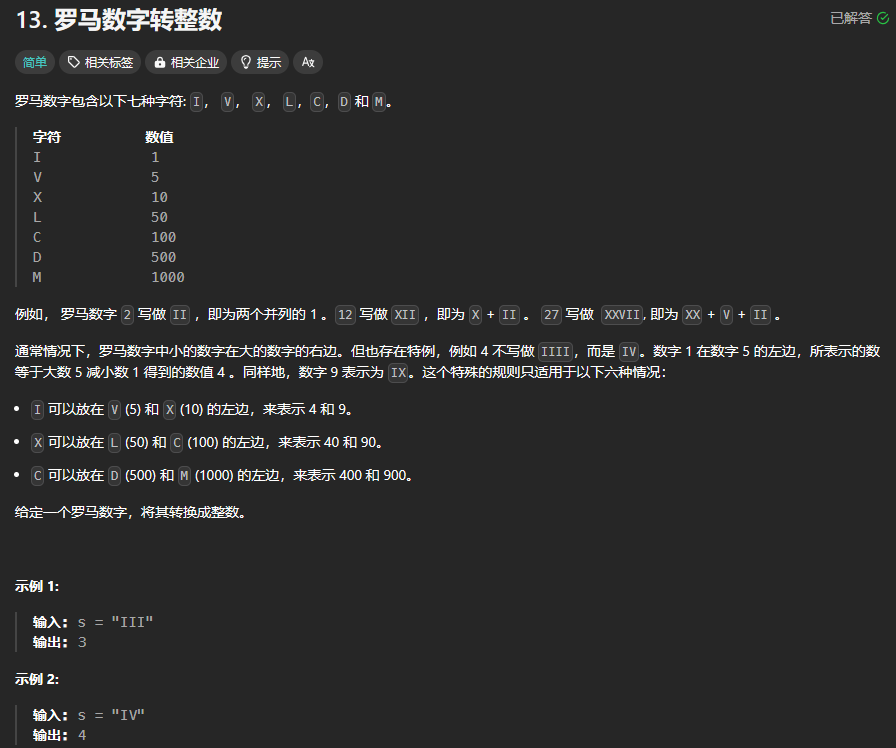 13. 罗马数字转整数
已解答
简单 相关标签 相关企业 提示 Aあ
罗马数字包含以下七种字符: I， V， X， L，C，D 和 M。
字符 数值
I 1
V 5
X 10
L 50
C 100
D 500
M 1000
例如， 罗马数字 2 写做 II ，即为两个并列的 1 。12 写做 XII ，即为 X + II 。 27 写做 XXVII, 即为 XX + V + II 。
通常情况下，罗马数字中小的数字在大的数字的右边。但也存在特例，例如 4 不写做 IIII，而是 IV。数字 1 在数字 5 的左边，所表示的数
等于大数 5 减小数 1 得到的数值 4 。同样地，数字 9 表示为 IX。这个特殊的规则只适用于以下六种情况：
• I 可以放在 V (5) 和 X (10) 的左边，来表示 4 和 9。
• X 可以放在 L (50) 和 C (100) 的左边，来表示 40 和 90。
• C 可以放在 D (500) 和 M (1000) 的左边，来表示 400 和 900。
给定一个罗马数字，将其转换成整数。
示例 1:
输入: s = "III"
输出: 3
示例 2:
输入: s = "IV"
输出: 4